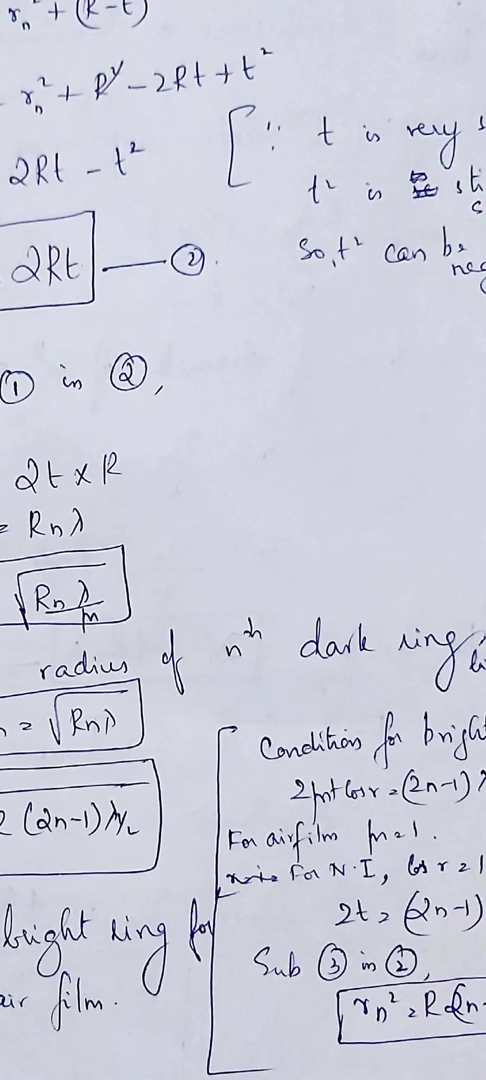 rₙ² + (R-t)
rₙ² + R² - 2Rt + t²
2Rt - t²
[∵ t is very
t² is
So, t² can be
2Rt —— ②.
① in ②,
2t × R
= Rnλ
√Rnλ
radius of nᵗʰ dark ring
= √Rnλ
(2n-1) λ/2
bright ring for
air film.
Condition for bright
2μt cos r = (2n-1) λ
For air film μ = 1.
For N.I, cos r = 1
2t = (2n-1)
Sub ③ in ②,
rₙ² = R (2n-